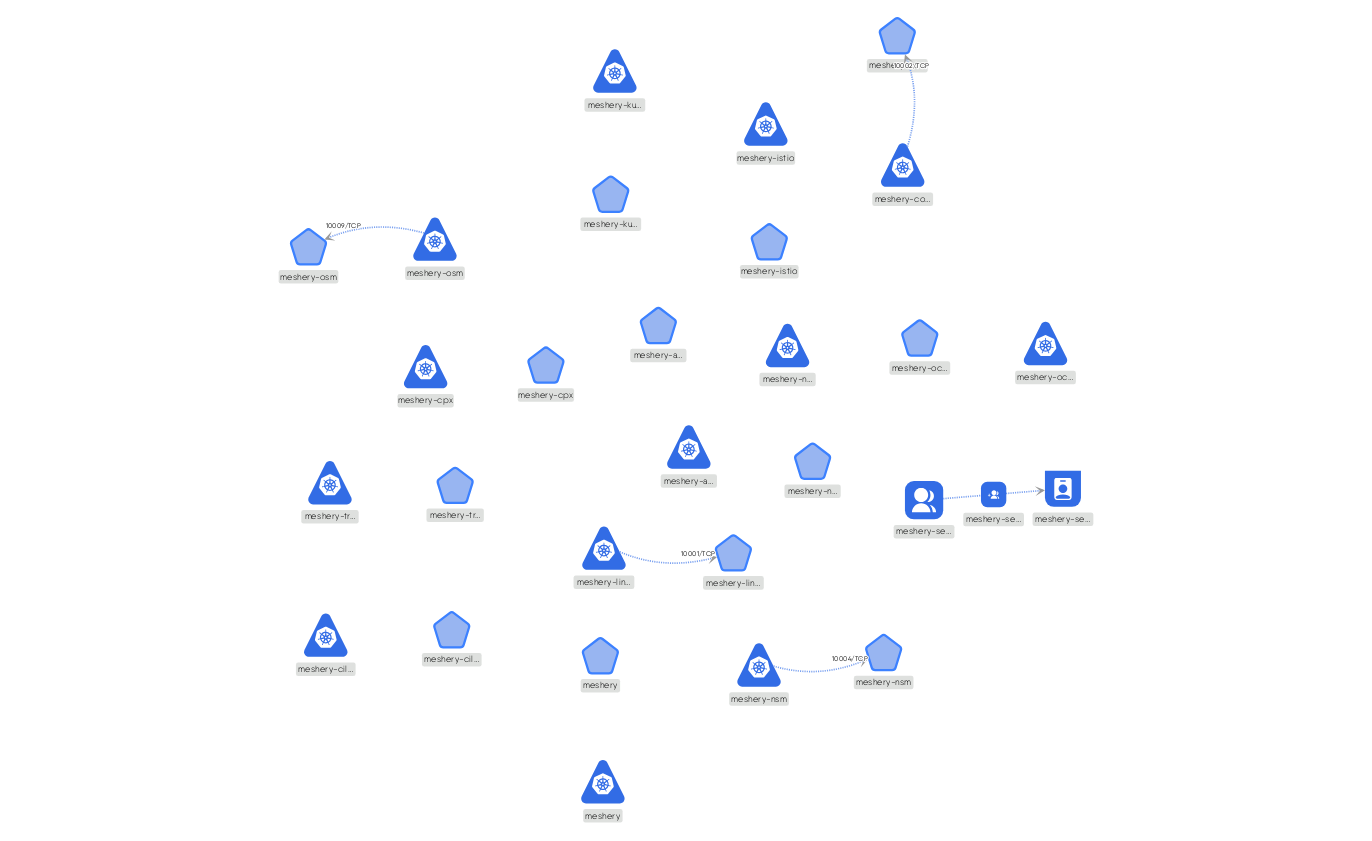 10002/TCP
meshery-ku...
meshery-istio
meshery-co...
meshery-ku...
10009/TCP
meshery-osm
meshery-osm
meshery-istio
meshery-a...
meshery-n...
meshery-oc...
meshery-oc...
meshery-cpx
meshery-cpx
meshery-a...
meshery-n...
meshery-tr...
meshery-tr...
meshery-se...
meshery-se...
meshery-se...
10001/TCP
meshery-lin...
meshery-lin...
meshery-cil...
meshery-cil...
meshery
10004/TCP
meshery-nsm
meshery-nsm
meshery